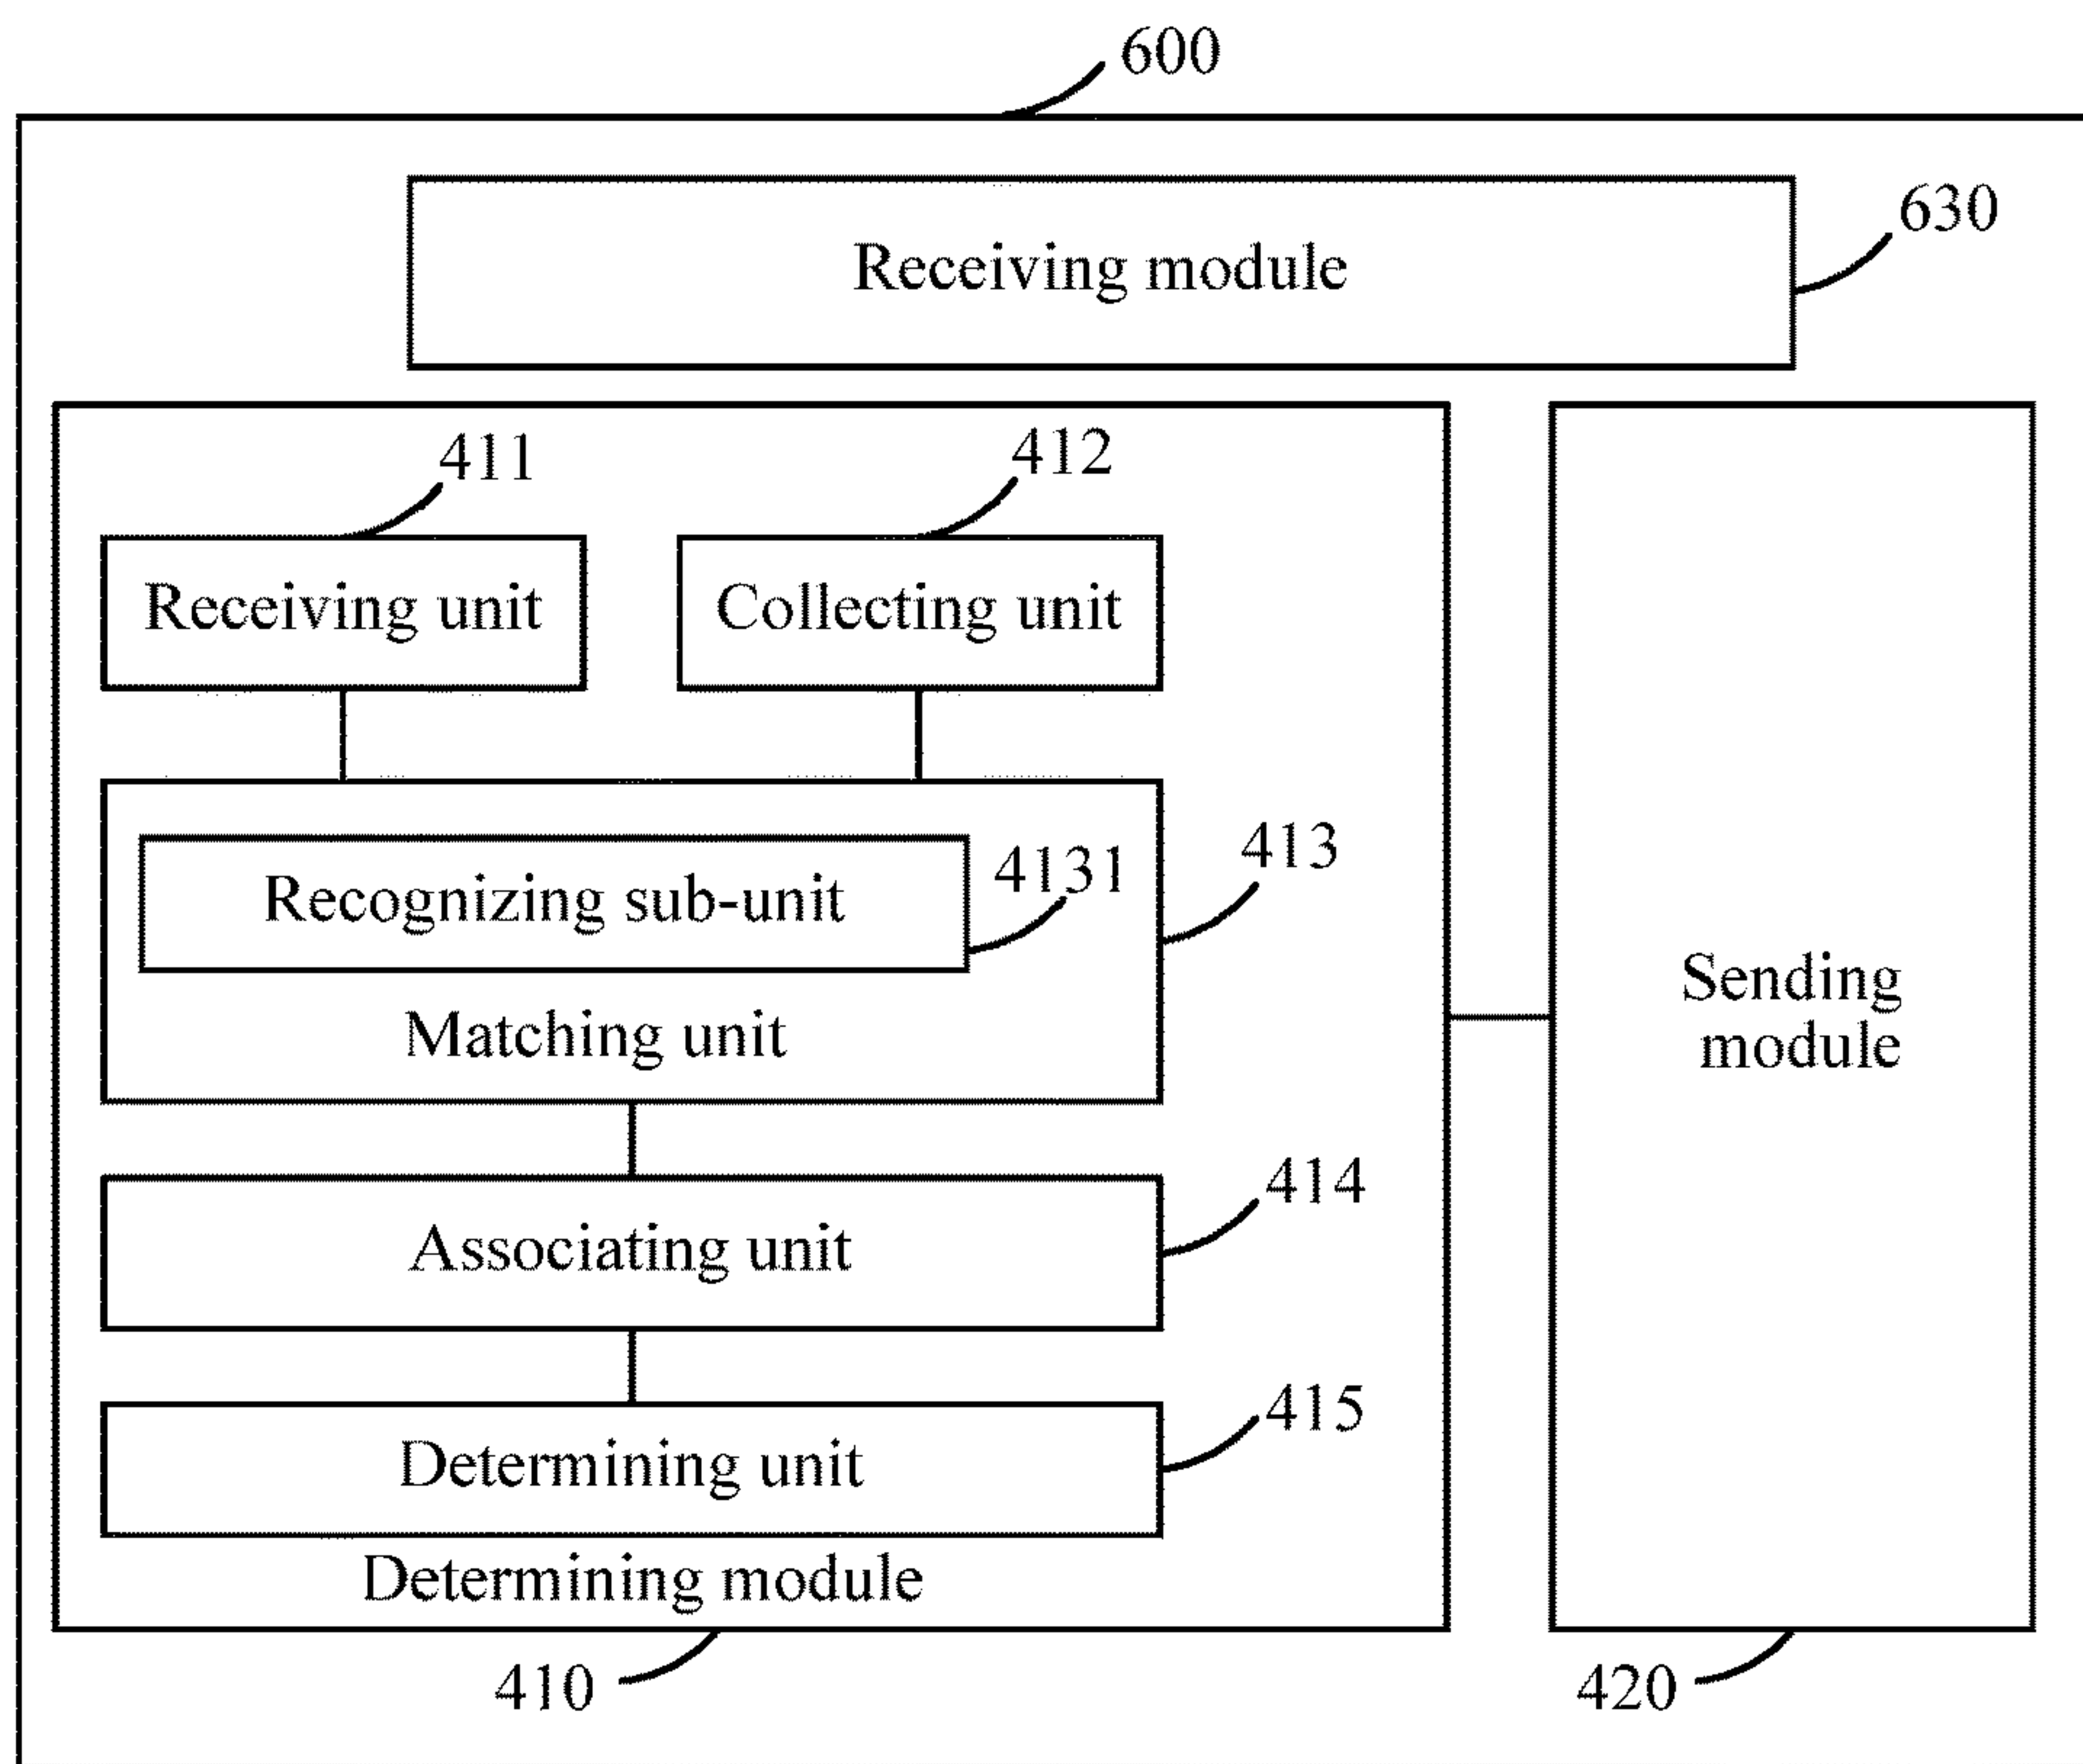 600
Receiving module
630
411
412
Receiving unit
Collecting unit
Recognizing sub-unit
4131
413
Matching unit
Associating unit
414
Determining unit
415
Determining module
Sending
module
410
420